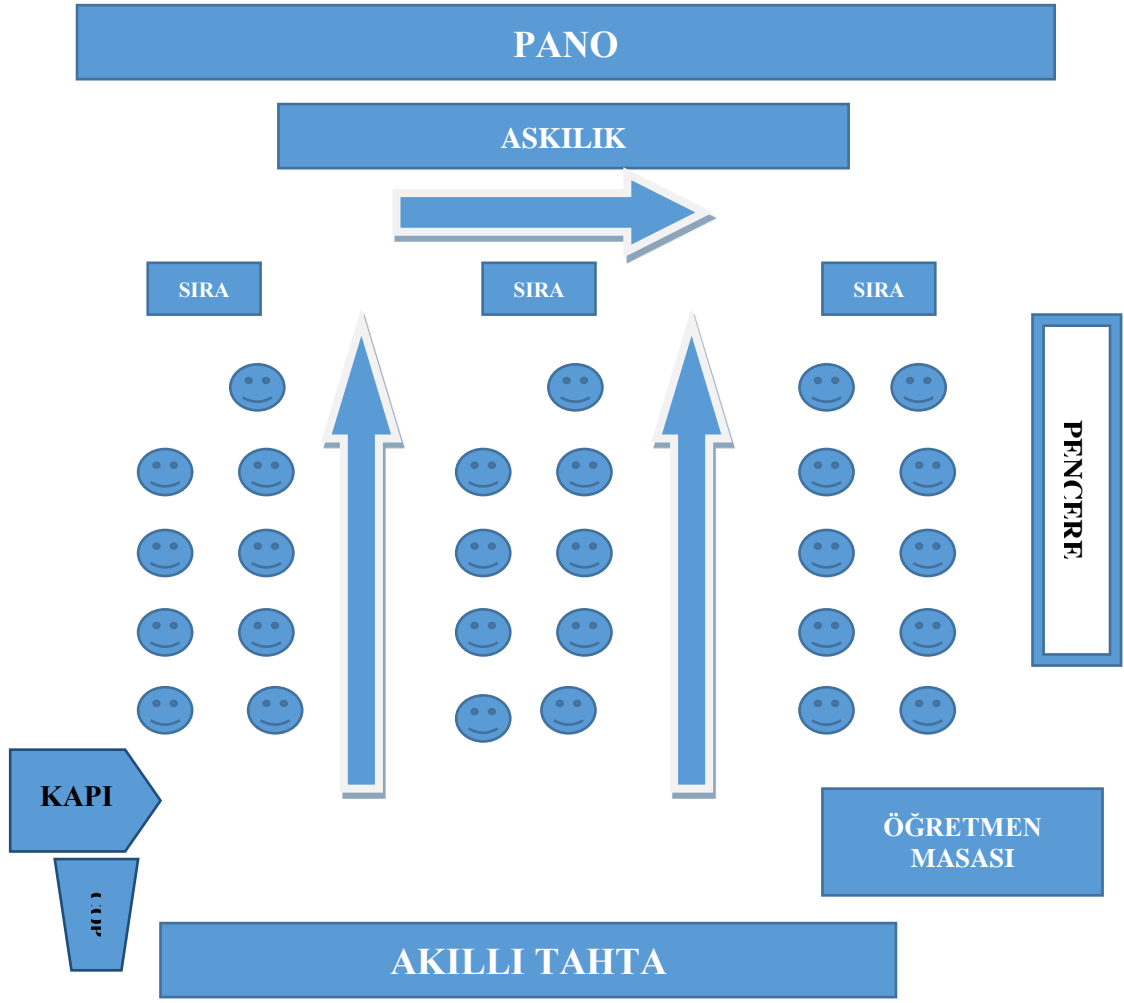 PANO
ASKILIK
SIRA
SIRA
SIRA
PENCERE
KAPI
ÖĞRETMEN
MASASI
AKILLI TAHTA